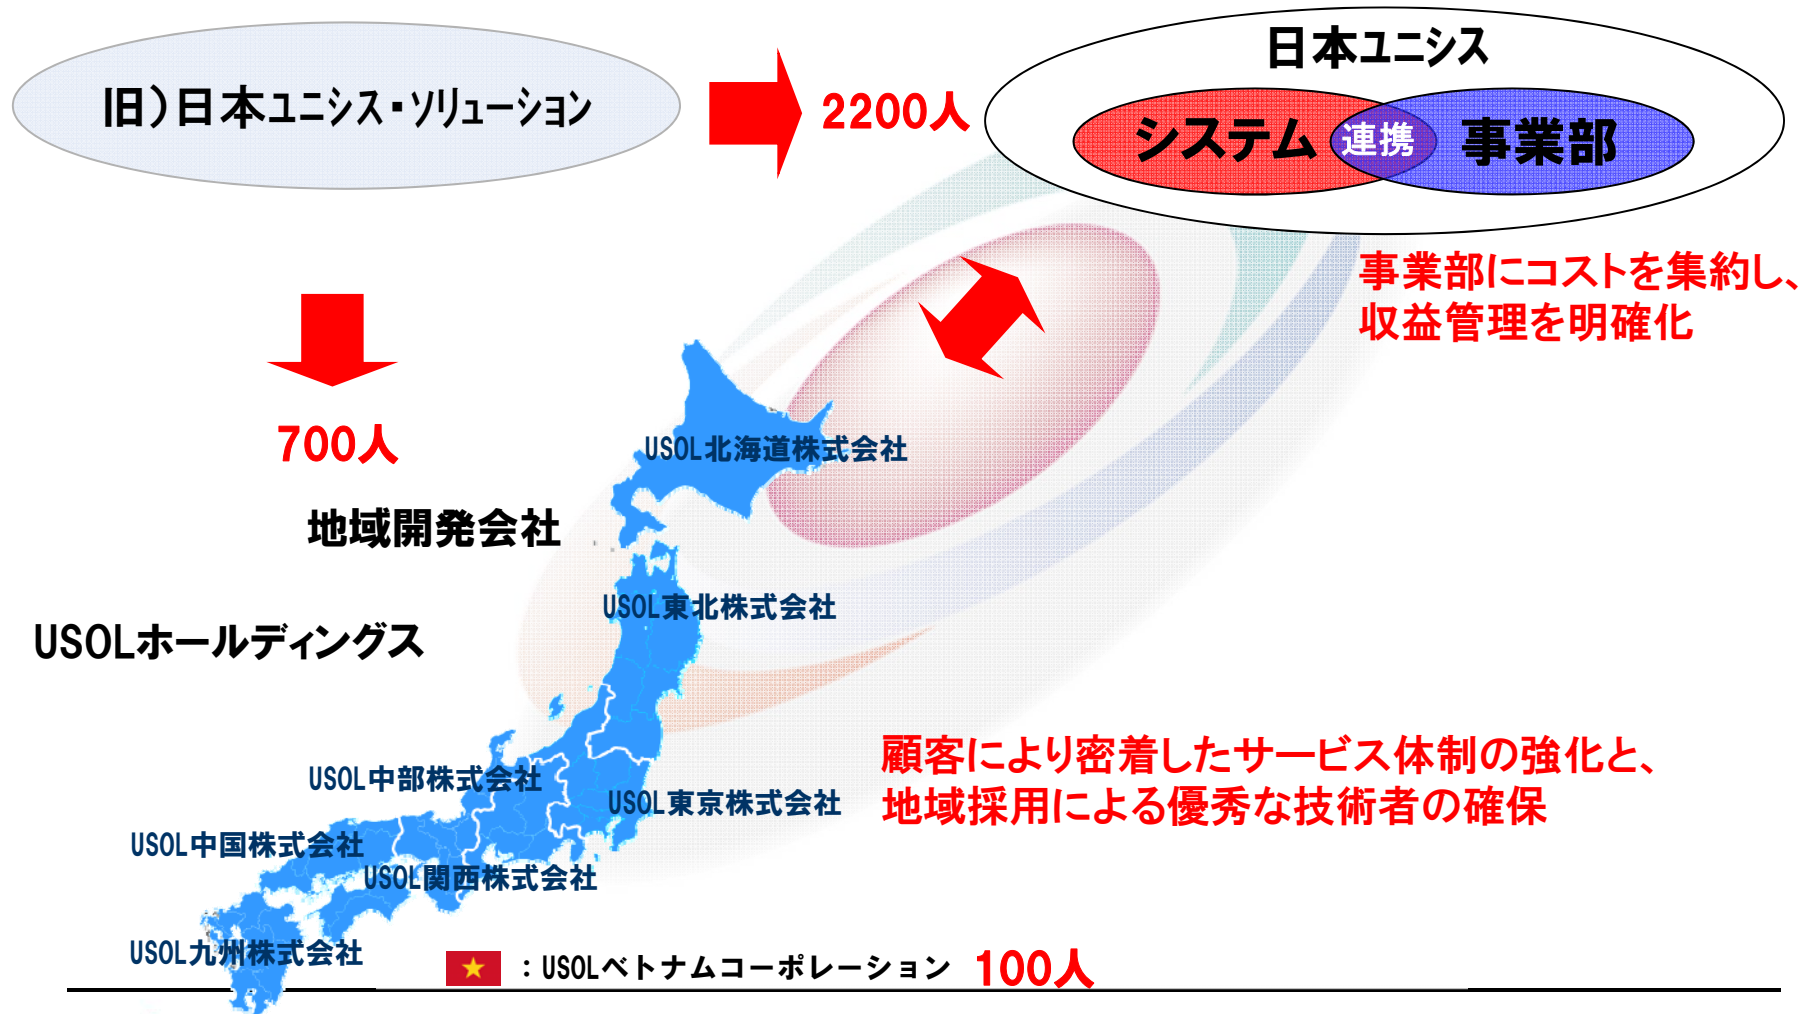 旧）日本ユニシス・ソリューション
2200人
日本ユニシス
システム
連携
事業部
事業部にコストを集約し、
収益管理を明確化
700人
地域開発会社
USOLホールディングス
USOL北海道株式会社
USOL東北株式会社
USOL中部株式会社
USOL東京株式会社
USOL中国株式会社
USOL関西株式会社
USOL九州株式会社
顧客により密着したサービス体制の強化と、
地域採用による優秀な技術者の確保
：USOLベトナムコーポレーション 100人